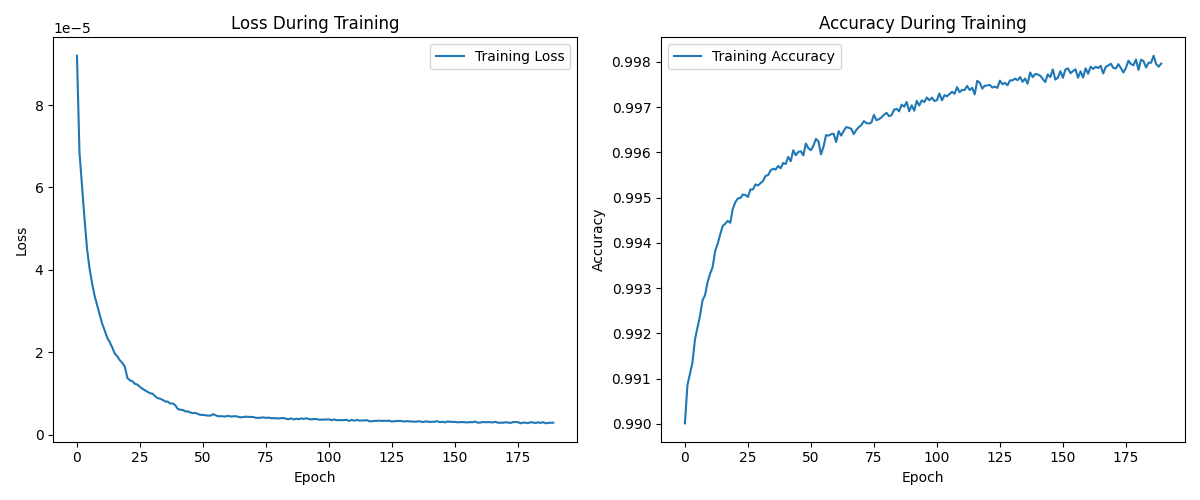 Loss During Training
1e−5
Training Loss
8
6
4
2
0
Loss
0 25 50 75 100 125 150 175
Epoch
Accuracy During Training
Training Accuracy
0.998
0.997
0.996
0.995
0.994
0.993
0.992
0.991
0.990
Accuracy
0 25 50 75 100 125 150 175
Epoch